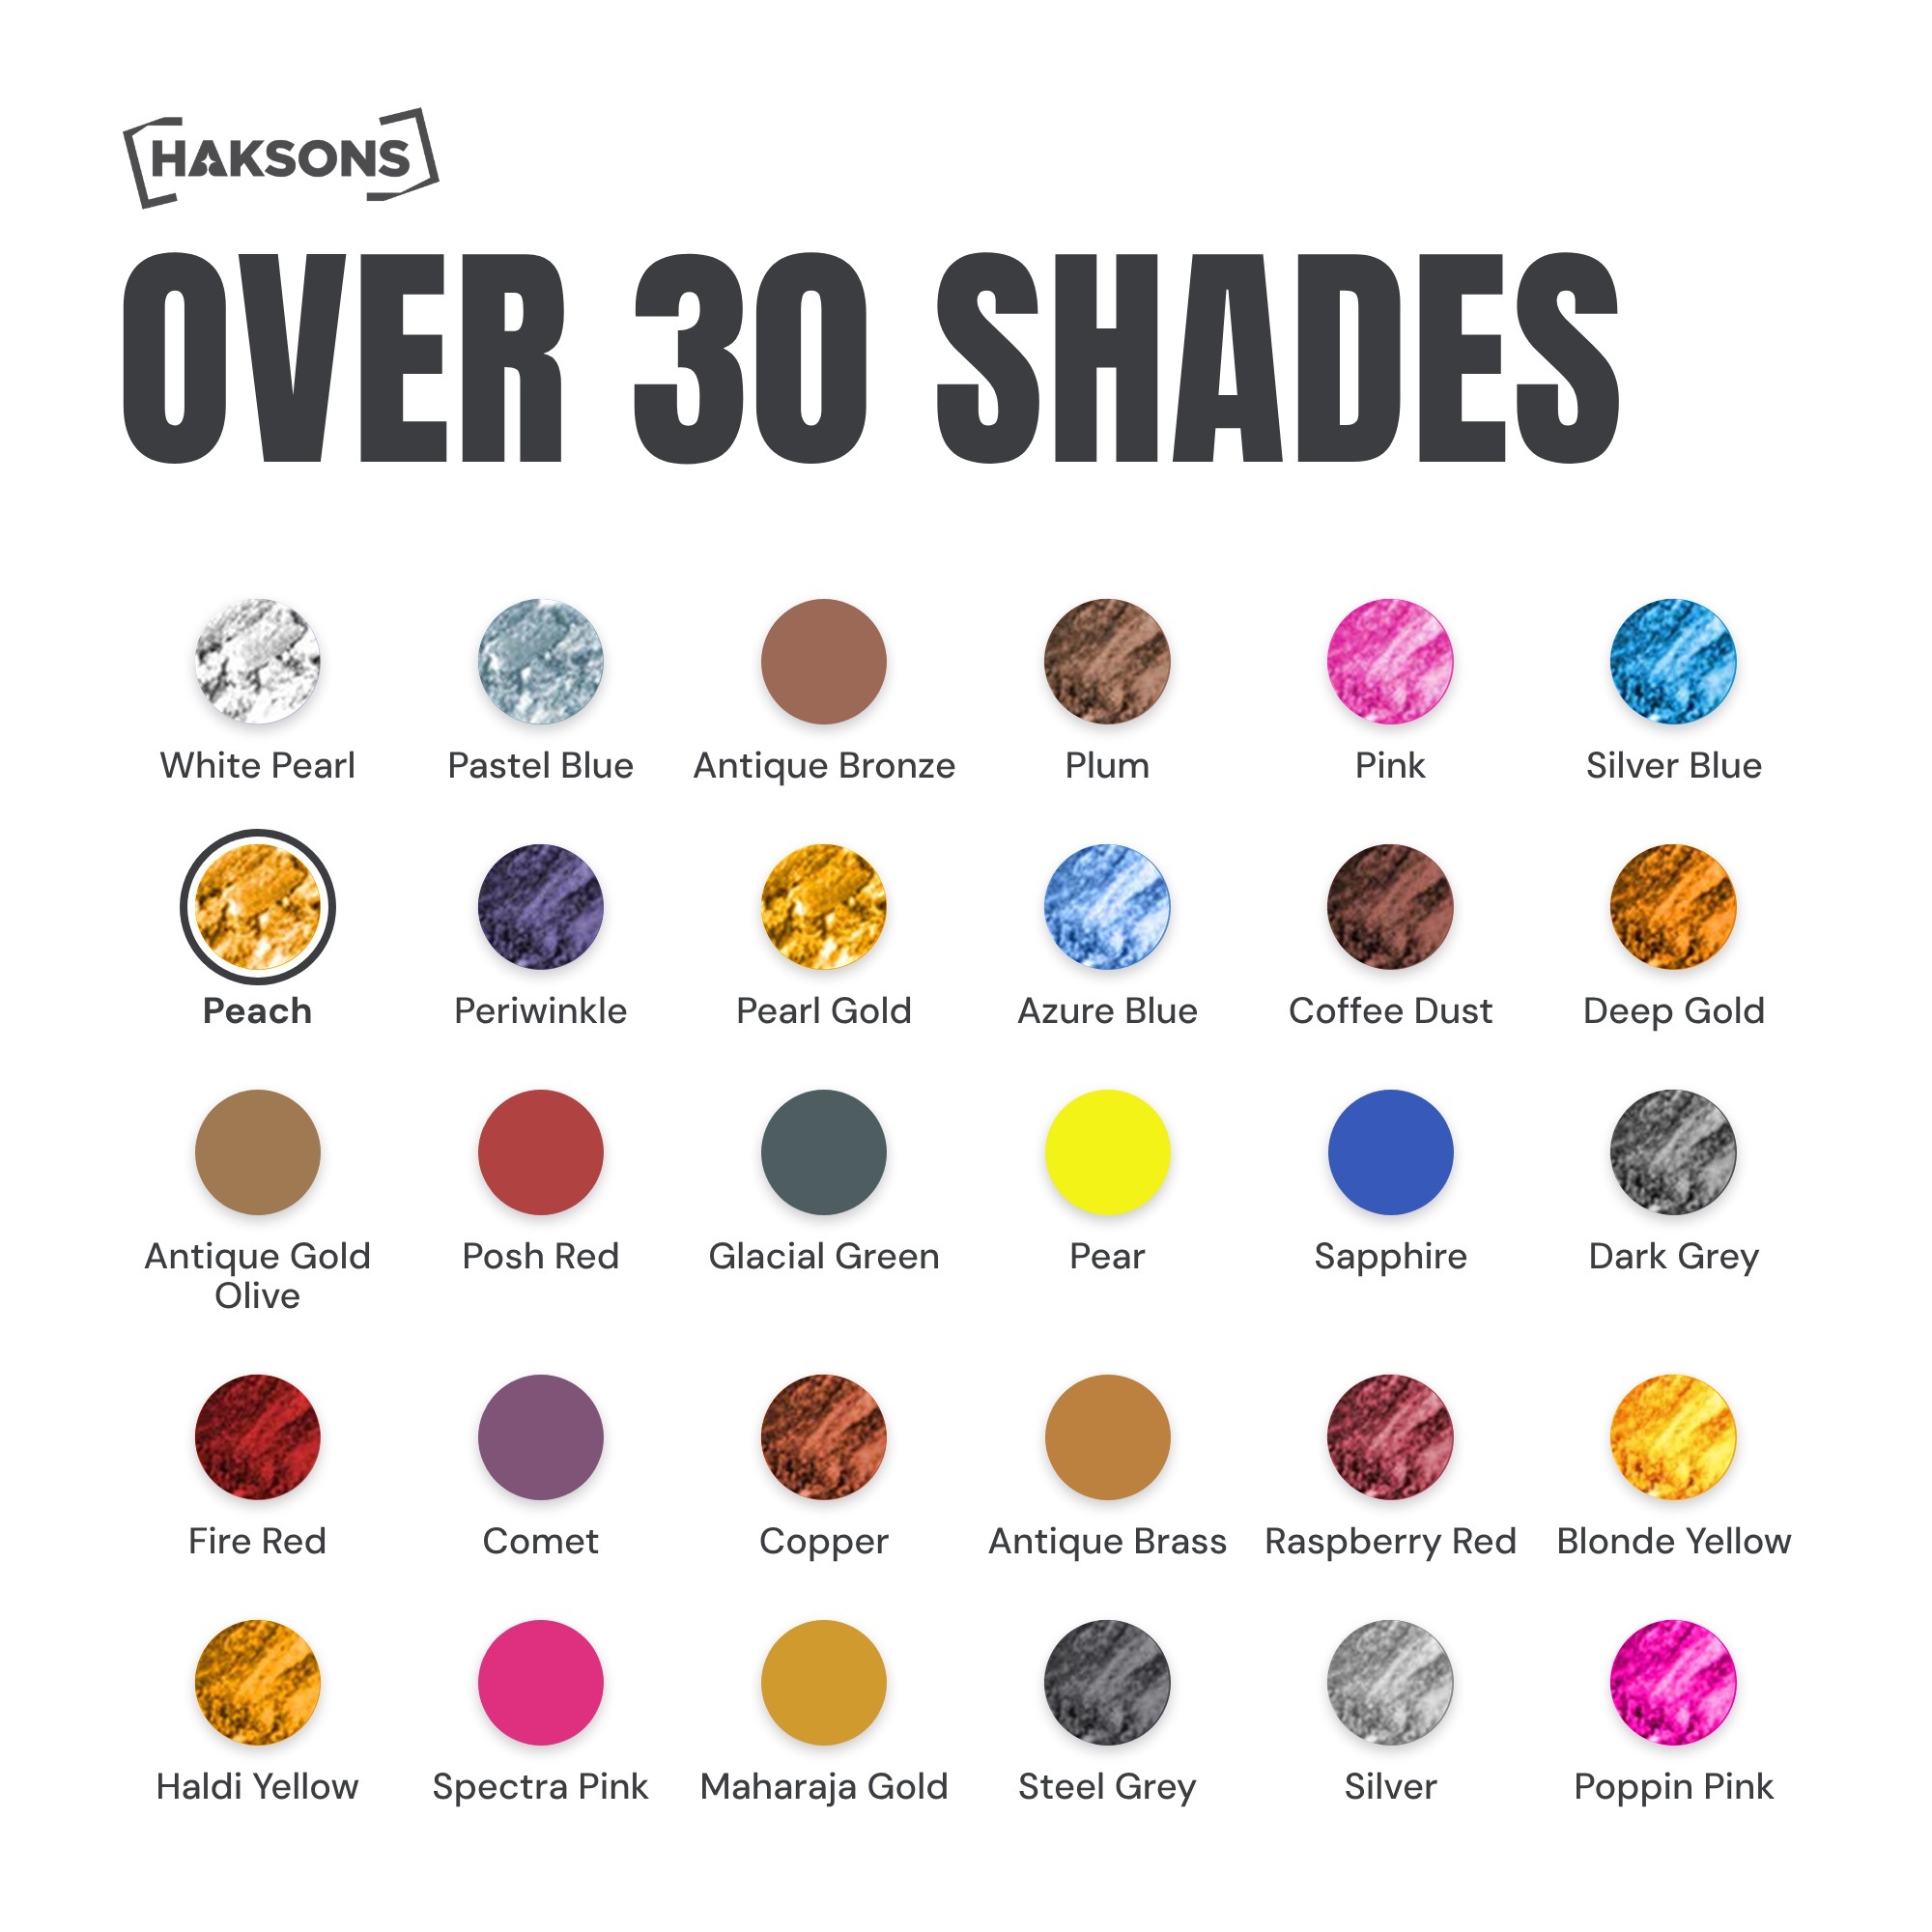 HAKSONS
OVER 30 SHADES
White Pearl
Pastel Blue
Antique Bronze
Plum
Pink
Silver Blue
Peach
Periwinkle
Pearl Gold
Azure Blue
Coffee Dust
Deep Gold
Antique Gold
Olive
Posh Red
Glacial Green
Pear
Sapphire
Dark Grey
Fire Red
Comet
Copper
Antique Brass
Raspberry Red
Blonde Yellow
Haldi Yellow
Spectra Pink
Maharaja Gold
Steel Grey
Silver
Poppin Pink